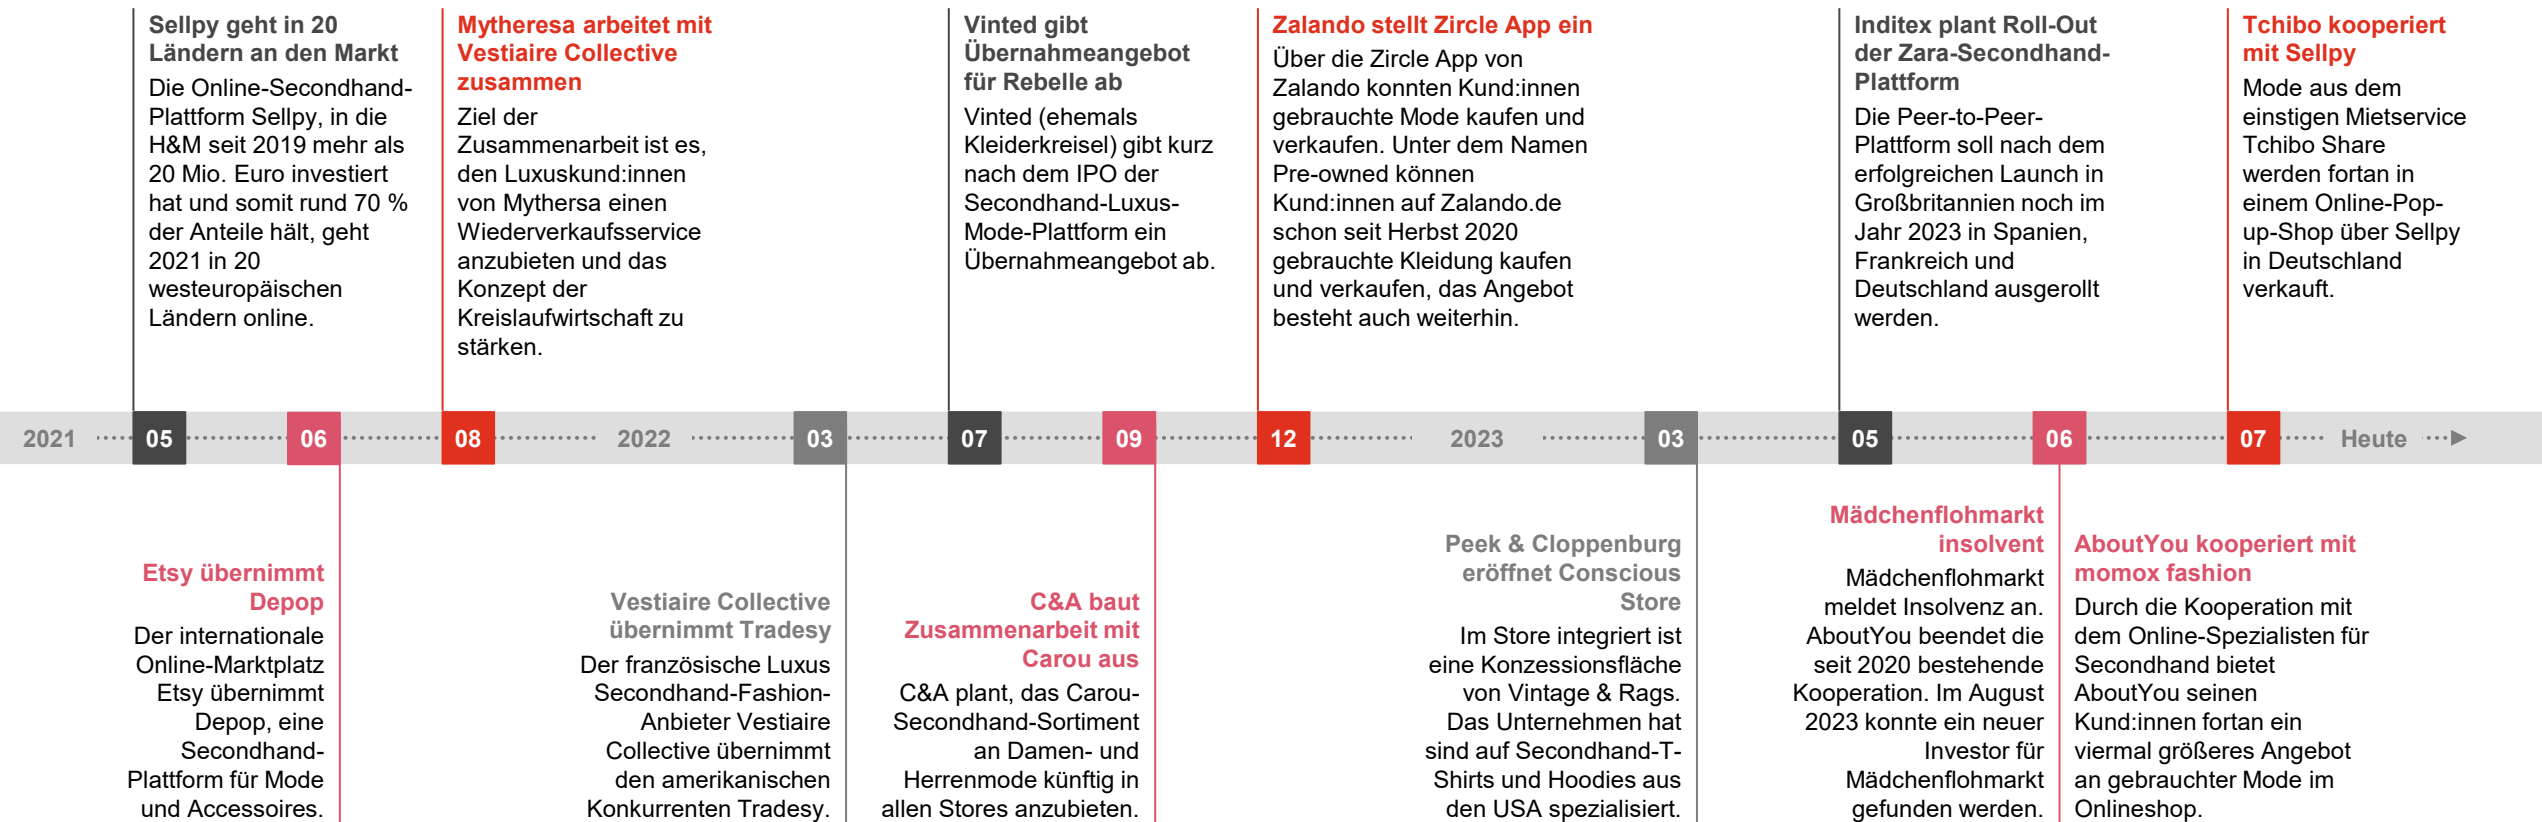 Sellpy geht in 20
Ländern an den Markt
Die Online-Secondhand-
Plattform Sellpy, in die
H&M seit 2019 mehr als
20 Mio. Euro investiert
hat und somit rund 70 %
der Anteile hält, geht
2021 in 20
westeuropäischen
Ländern online.
Mytheresa arbeitet mit
Vestiaire Collective
zusammen
Ziel der
Zusammenarbeit ist es,
den Luxuskund:innen
von Mythersa einen
Wiederverkaufsservice
anzubieten und das
Konzept der
Kreislaufwirtschaft zu
stärken.
Vinted gibt
Übernahmeangebot
für Rebelle ab
Vinted (ehemals
Kleiderkreisel) gibt kurz
nach dem IPO der
Secondhand-Luxus-
Mode-Plattform ein
Übernahmeangebot ab.
Zalando stellt Zircle App ein
Über die Zircle App von
Zalando konnten Kund:innen
gebrauchte Mode kaufen und
verkaufen. Unter dem Namen
Pre-owned können
Kund:innen auf Zalando.de
schon seit Herbst 2020
gebrauchte Kleidung kaufen
und verkaufen, das Angebot
besteht auch weiterhin.
Inditex plant Roll-Out
der Zara-Secondhand-
Plattform
Die Peer-to-Peer-
Plattform soll nach dem
erfolgreichen Launch in
Großbritannien noch im
Jahr 2023 in Spanien,
Frankreich und
Deutschland ausgerollt
werden.
Tchibo kooperiert
mit Sellpy
Mode aus dem
einstigen Mietservice
Tchibo Share
werden fortan in
einem Online-Pop-
up-Shop über Sellpy
in Deutschland
verkauft.
2021 05 06 08 2022 03 07 09 12 2023 03 05 06 07 Heute
Etsy übernimmt
Depop
Der internationale
Online-Marktplatz
Etsy übernimmt
Depop, eine
Secondhand-
Plattform für Mode
und Accessoires.
Vestiaire Collective
übernimmt Tradesy
Der französische Luxus
Secondhand-Fashion-
Anbieter Vestiaire
Collective übernimmt
den amerikanischen
Konkurrenten Tradesy.
C&A baut
Zusammenarbeit mit
Carou aus
C&A plant, das Carou-
Secondhand-Sortiment
an Damen- und
Herrenmode künftig in
allen Stores anzubieten.
Peek & Cloppenburg
eröffnet Conscious
Store
Im Store integriert ist
eine Konzessionsfläche
von Vintage & Rags.
Das Unternehmen hat
sind auf Secondhand-T-
Shirts und Hoodies aus
den USA spezialisiert.
Mädchenflohmarkt
insolvent
Mädchenflohmarkt
meldet Insolvenz an.
AboutYou beendet die
seit 2020 bestehende
Kooperation. Im August
2023 konnte ein neuer
Investor für
Mädchenflohmarkt
gefunden werden.
AboutYou kooperiert mit
momox fashion
Durch die Kooperation mit
dem Online-Spezialisten für
Secondhand bietet
AboutYou seinen
Kund:innen fortan ein
viermal größeres Angebot
an gebrauchter Mode im
Onlineshop.